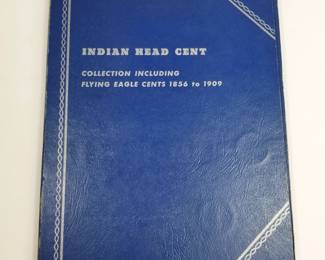 INDIAN HEAD CENT
COLLECTION INCLUDING
FLYING EAGLE CENTS 1856 TO 1909